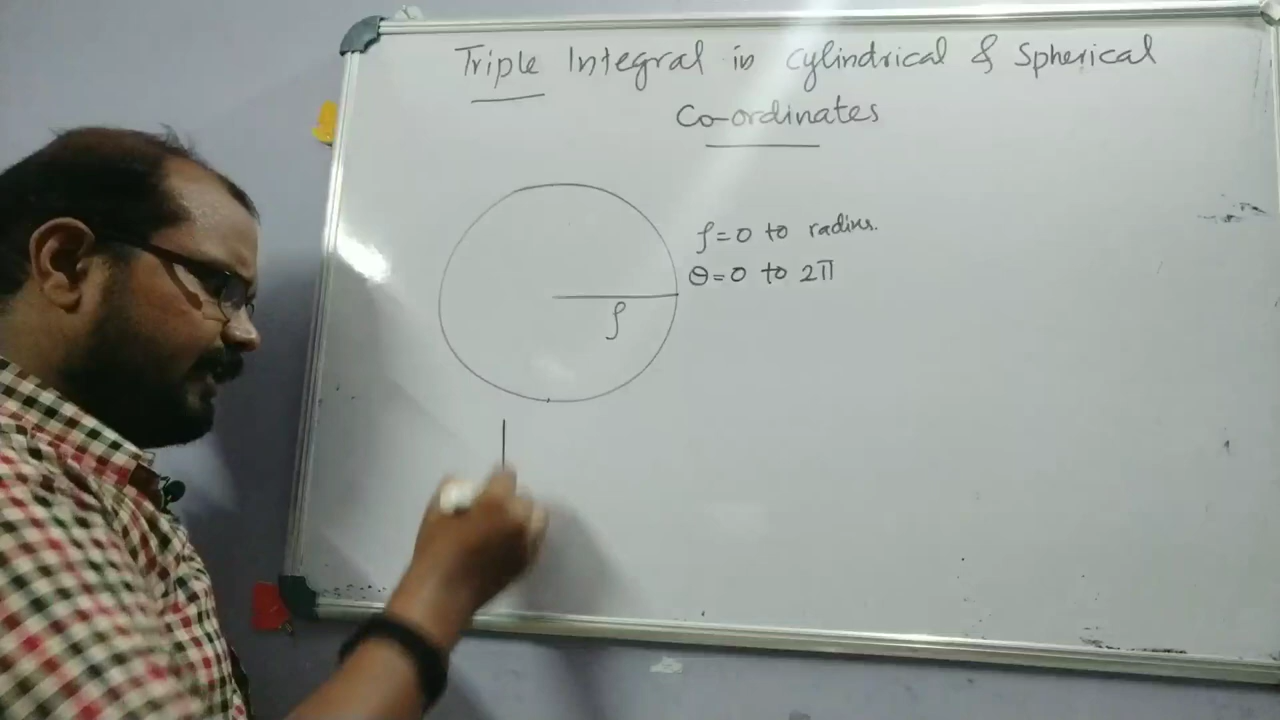 Triple Integral in Cylindrical & Spherical
Co-ordinates
ρ=0 to radius.
θ=0 to 2π
ρ